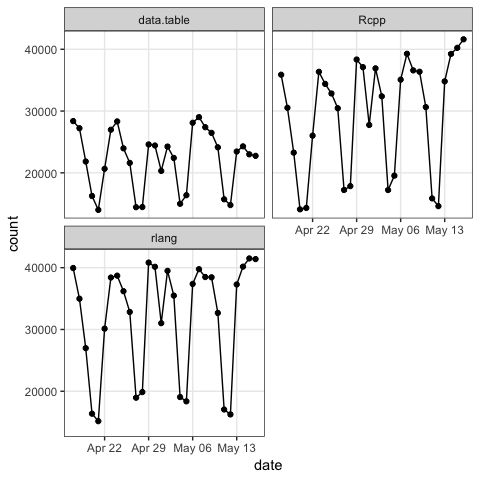 data.table
Rcpp
40000
30000
20000
Apr 22 Apr 29 May 06 May 13
rlang
40000
30000
20000
Apr 22 Apr 29 May 06 May 13
count
date